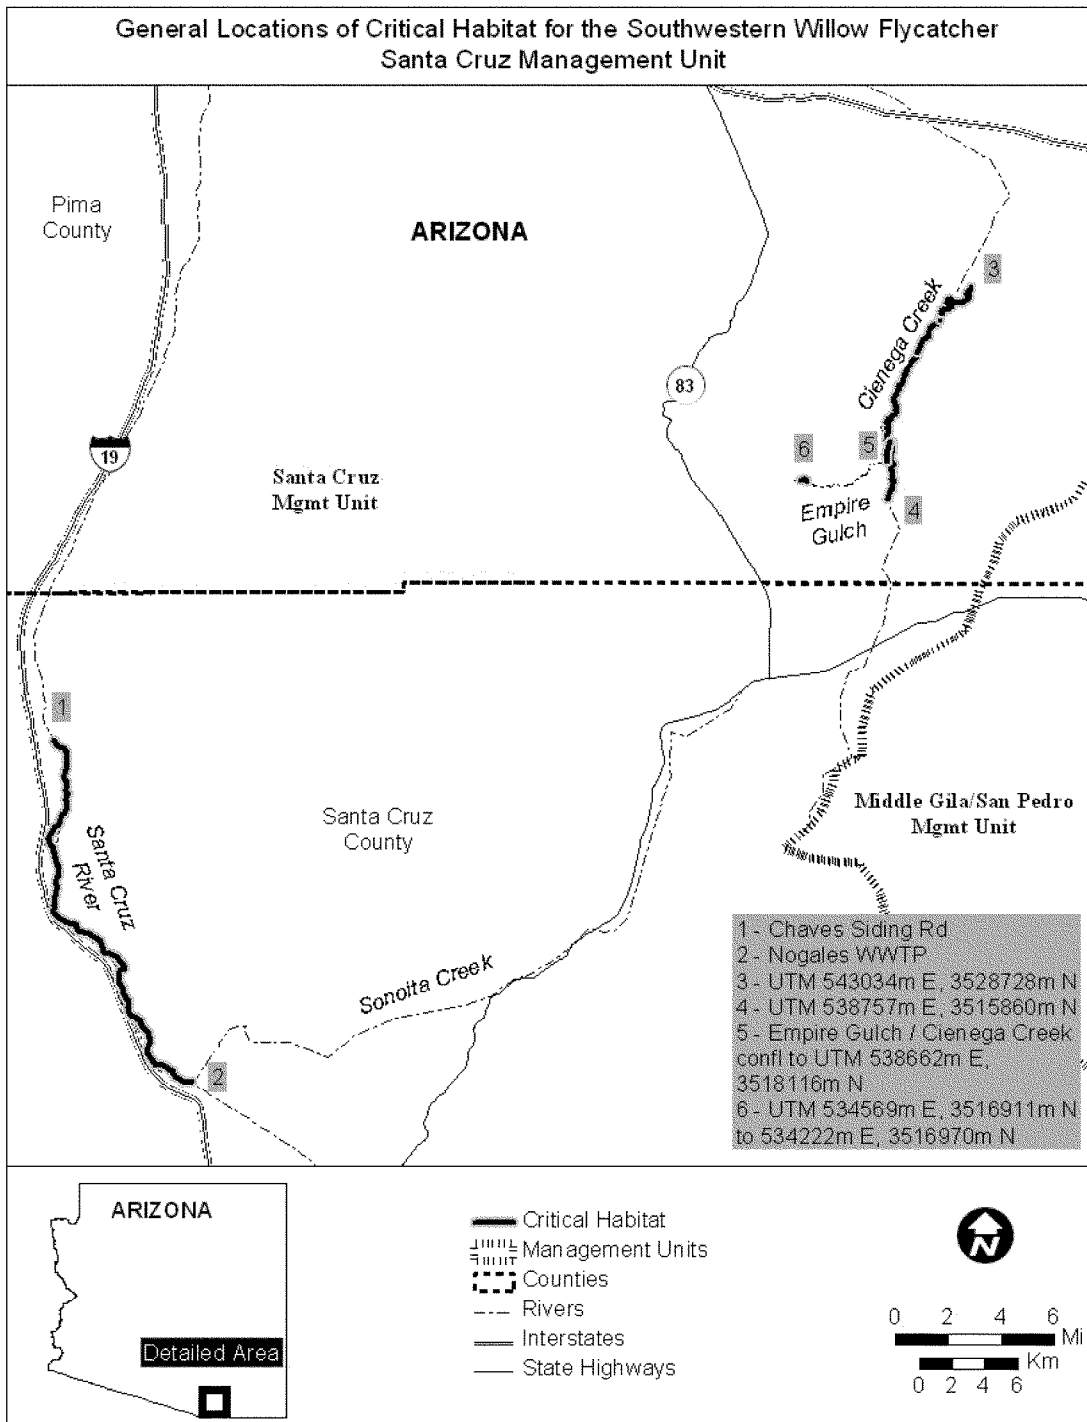 General Locations of Critical Habitat for the Southwestern Willow Flycatcher
Santa Cruz Management Unit
Pima
County
ARIZONA
3
Cienega Creek
83
19
6
5
Santa Cruz
Mgmt Unit
Empire
Gulch
4
1
Santa Cruz
River
Santa Cruz
County
Middle Gila/San Pedro
Mgmt Unit
Sonoita Creek
2
1 - Chaves Siding Rd
2 - Nogales WWTP
3 - UTM 543034m E, 3528728m N
4 - UTM 538757m E, 3515860m N
5 - Empire Gulch / Cienega Creek
confl to UTM 538662m E,
3518116m N
6 - UTM 534569m E, 3516911m N
to 534222m E, 3516970m N
ARIZONA
Detailed Area
Critical Habitat
Management Units
Counties
Rivers
Interstates
State Highways
N
0 2 4 6
Mi
Km
0 2 4 6